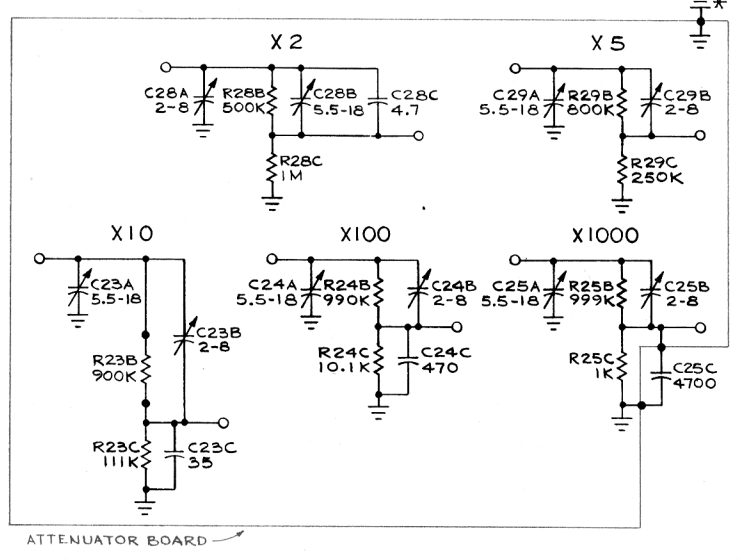 *
X 2
X 5
C28A
2-8
R28B
500K
C28B
5.5-18
C28C
4.7
R28C
1M
C29A
5.5-18
R29B
800K
C29B
2-8
R29C
250K
X10
X100
X1000
C23A
5.5-18
R23B
900K
C23B
2-8
R23C
111K
C23C
35
C24A
5.5-18
R24B
990K
C24B
2-8
R24C
10.1K
C24C
470
C25A
5.5-18
R25B
999K
C25B
2-8
R25C
1K
C25C
4700
ATTENUATOR BOARD